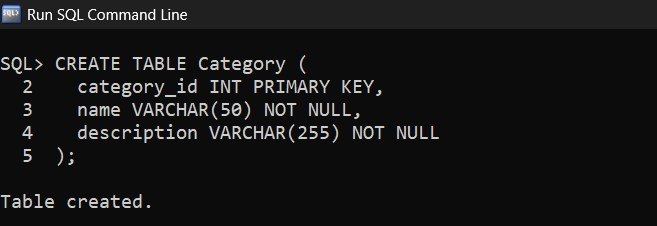 Run SQL Command Line
SQL> CREATE TABLE Category (
  2    category_id INT PRIMARY KEY,
  3    name VARCHAR(50) NOT NULL,
  4    description VARCHAR(255) NOT NULL
  5  );
Table created.